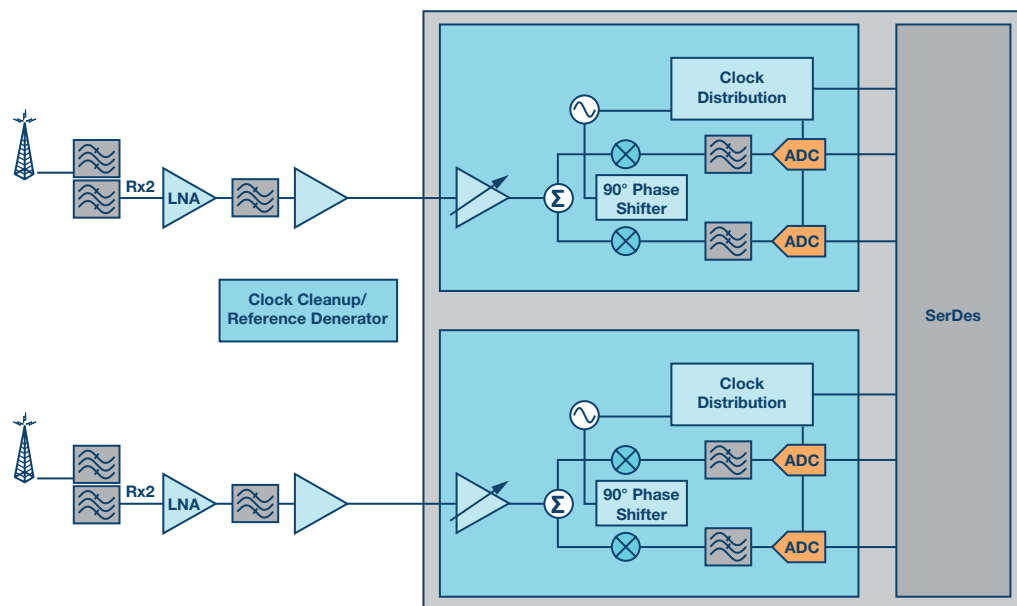 Clock
Distribution
ADC
Rx2
LNA
90° Phase
Shifter
Σ
ADC
Clock Cleanup/
Reference Denerator
SerDes
Clock
Distribution
ADC
Rx2
LNA
90° Phase
Shifter
Σ
ADC